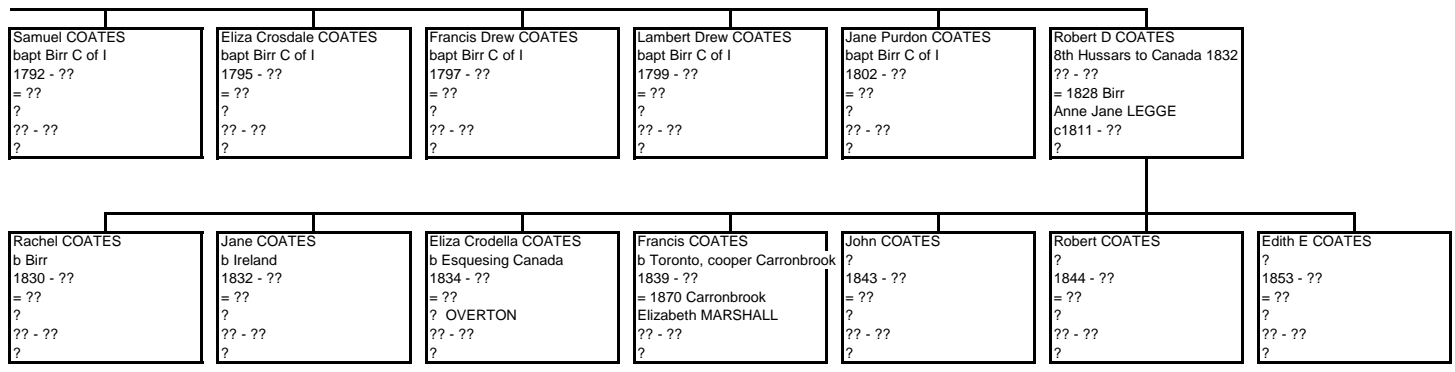 Samuel COATES
bapt Birr C of I
1792 - ??
= ??
?
?? - ??
?
Eliza Crosdale COATES
bapt Birr C of I
1795 - ??
= ??
?
?? - ??
?
Francis Drew COATES
bapt Birr C of I
1797 - ??
= ??
?
?? - ??
?
Lambert Drew COATES
bapt Birr C of I
1799 - ??
= ??
?
?? - ??
?
Jane Purdon COATES
bapt Birr C of I
1802 - ??
= ??
?
?? - ??
?
Robert D COATES
8th Hussars to Canada 1832
?? - ??
= 1828 Birr
Anne Jane LEGGE
c1811 - ??
?
Rachel COATES
b Birr
1830 - ??
= ??
?
?? - ??
?
Jane COATES
b Ireland
1832 - ??
= ??
?
?? - ??
?
Eliza Crodella COATES
b Esquesing Canada
1834 - ??
= ??
?  OVERTON
?? - ??
?
Francis COATES
b Toronto, cooper Carronbrook
1839 - ??
= 1870 Carronbrook
Elizabeth MARSHALL
?? - ??
?
John COATES
?
1843 - ??
= ??
?
?? - ??
?
Robert COATES
?
1844 - ??
= ??
?
?? - ??
?
Edith E COATES
?
1853 - ??
= ??
?
?? - ??
?